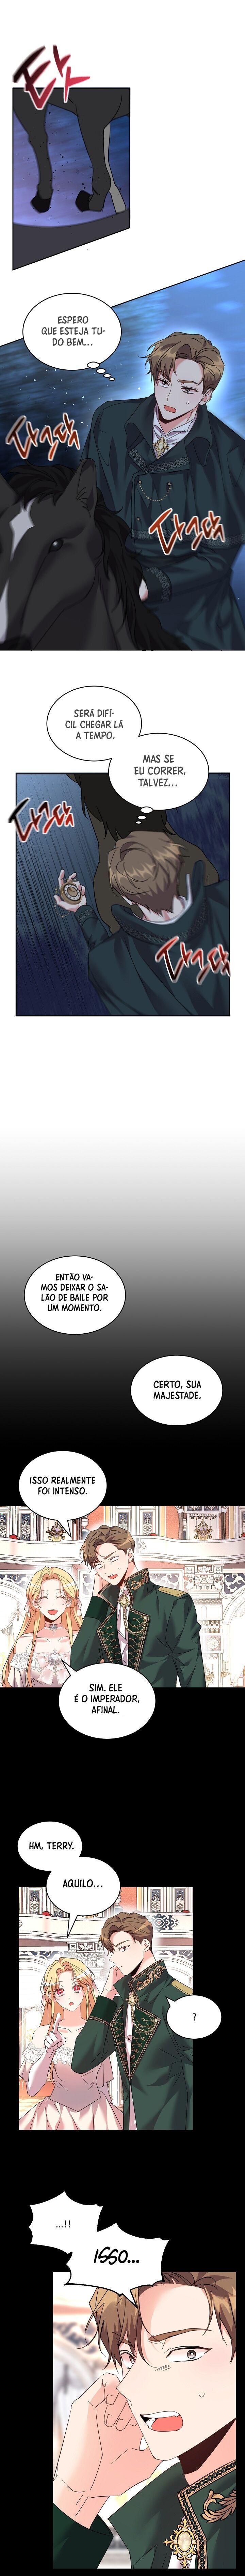 ESPERO
QUE ESTEJA TU-
DO BEM...
SERÁ DIFÍ-
CIL CHEGAR LÁ
A TEMPO.
MAS SE
EU CORRER,
TALVEZ...
ENTÃO VA-
MOS DEIXAR O SA-
LÃO DE BAILE POR
UM MOMENTO.
CERTO, SUA
MAJESTADE.
ISSO REALMENTE
FOI INTENSO.
SIM. ELE
É O IMPERADOR,
AFINAL.
HM, TERRY.
AQUILO...
?
...!!
ISSO...